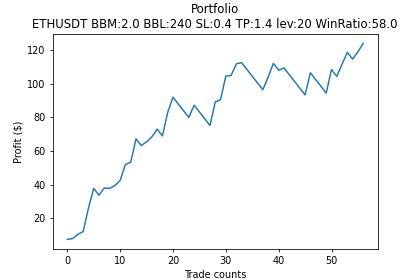 Portfolio
ETHUSDT BBM:2.0 BBL:240 SL:0.4 TP:1.4 lev:20 WinRatio:58.0
120
100
80
60
40
20
Profit ($)
0 10 20 30 40 50
Trade counts